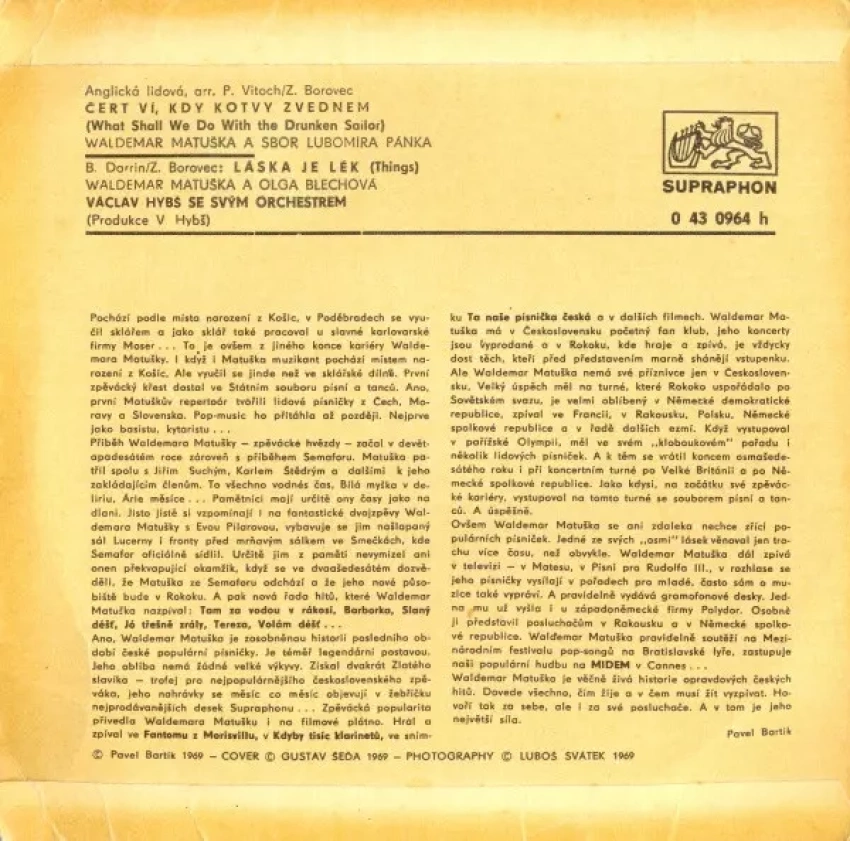 Anglická lidová, arr. P. Vitoch/Z. Borovec
ČERT VÍ, KDY KOTVY ZVEDNEM
(What Shall We Do With the Drunken Sailor)
WALDEMAR MATUŠKA A SBOR LUBOMÍRA PÁNKA
B. Darrin/Z. Borovec: LÁSKA JE LÉK (Things)
WALDEMAR MATUŠKA A OLGA BLECHOVÁ
VÁCLAV HYBŠ SE SVÝM ORCHESTREM
(Produkce V Hybš)
SUPRAPHON
0 43 0964 h
Pochází podle místa narození z Košic, v Poděbradech se vyu-
čil sklářem a jako sklář také pracoval u slavné karlovarské
firmy Moser... To je ovšem z jiného konce kariéry Walde-
mara Matušky. I když i Matuška muzikant pochází místem na-
rození z Košic. Ale vyučil se jinde než ve sklářské dílně. První
zpěvácký křest dostal ve Státním souboru písní a tanců. Ano,
první Matuškův repertoár tvořili lidové písničky z Čech, Mo-
ravy a Slovenska. Pop-music ho přitáhla až později. Nejprve
jako basistu, kytaristu...
Příběh Waldemara Matušky – zpěvácké hvězdy – začal v devět-
apadesátém roce zároveň s příběhem Semaforu. Matuška pa-
třil spolu s Jiřím Suchým, Karlem Štědrým a dalšími k jeho
zakládajícím členům. To všechno vodnés čas, Bílá myška v de-
liriu, Árie měsíce... Pamětníci mají určitě ony časy jako na
dlani. Jistě jistě si vzpomínají i na fantastické dvojzpěvy Wal-
demara Matušky s Evou Pilarovou, vybavuje se jim našlapaný
sál Lucerny i fronty před mrňavým sálkem ve Smečkách, kde
Semafor oficiálně sídlil. Určitě jim z paměti nevymizel ani
onen překvapující okamžik, když se ve dvaašedesátém dozvě-
děli, že Matuška ze Semaforu odchází a že jeho nové půso-
biště bude v Rokoku. A pak nová řada hitů, které Waldemar
Matuška nazpíval: Tam za vodou v rákosí, Barborka, Slaný
déšť, Jó třešně zrály, Tereza, Volám déšť...
Ano, Waldemar Matuška je zasobněnou historií posledního ob-
dobí české populární písničky. Je téměř legendární postavou.
Jeho obliba nemá žádné velké výkyvy. Získal dvakrát Zlatého
slavíka – trofej pro nejpopulárnějšího československého zpě-
váka, jeho nahrávky se měsíc co měsíc objevují v žebříčku
nejprodávanějších desek Supraphonu... Zpěvácká popularita
přivedla Waldemara Matušku i na filmové plátno. Hrál a
zpíval ve Fantomu z Morisvillu, v Kdyby tisíc klarinetů, ve sním-
ku Ta naše písnička česká a v dalších filmech. Waldemar Ma-
tuška má v Československu početný fan klub, jeho koncerty
jsou vyprodané a v Rokoku, kde hraje a zpívá, je vždycky
dost těch, kteří před představením marně shánějí vstupenku.
Ale Waldemar Matuška nemá své příznivce jen v Českosloven-
sku. Velký úspěch měl na turné, které Rokoko uspořádalo po
Sovětském svazu, je velmi oblíbený v Německé demokratické
republice, zpíval ve Francii, v Rakousku, Polsku, Německé
spolkové republice a v řadě dalších ezmí. Když vystupoval
v pařížské Olympii, měl ve svém „kloboukovém" pořadu i
několik lidových písniček. A k těm se vrátil koncem osmašede-
sátého roku i při koncertním turné po Velké Británii a po Ně-
mecké spolkové republice. Jako kdysi, na začátku své zpěvác-
ké kariéry, vystupoval na tomto turné se souborem písní a tan-
ců. A úspěšně.
Ovšem Waldemar Matuška se ani zdaleka nechce zříci po-
pulárních písniček. Jedné ze svých „osmi" lásek věnoval jen tro-
chu více času, než obvykle. Waldemar Matuška dál zpívá
v televizi – v Matesu, v Písni pro Rudolfa III., v rozhlase se
jeho písničky vysílají v pořadech pro mladé, často sám o mu-
zice také vypráví. A pravidelně vydává gramofonové desky. Jed-
na mu už vyšla i u západoněmecké firmy Polydor. Osobně
ji představil posluchačům v Rakousku a v Německé spolko-
vé republice. Waldemar Matuška pravidelně soutěží na Mezi-
národním festivalu pop-songů na Bratislavské lyře, zastupuje
naši populární hudbu na MIDEM v Cannes...
Waldemar Matuška je věčně živá historie opravdových českých
hitů. Dovede všechno, čím žije a v čem musí žít vyzpívat. Ho-
voří tak za sebe, ale i za své posluchače. A v tom je jeho
největší síla.
Pavel Bartík
© Pavel Bartík 1969 – COVER © GUSTAV ŠEĎA 1969 – PHOTOGRAPHY © LUBOŠ SVÁTEK 1969